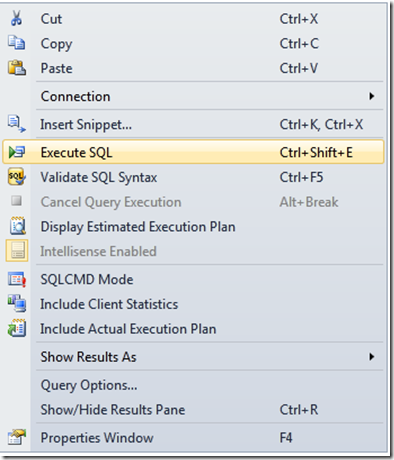 Cut Ctrl+X
Copy Ctrl+C
Paste Ctrl+V
Connection
Insert Snippet... Ctrl+K, Ctrl+X
Execute SQL Ctrl+Shift+E
SQL Validate SQL Syntax Ctrl+F5
Cancel Query Execution Alt+Break
Display Estimated Execution Plan
Intellisense Enabled
SQLCMD Mode
Include Client Statistics
Include Actual Execution Plan
Show Results As
Query Options...
Show/Hide Results Pane Ctrl+R
Properties Window F4